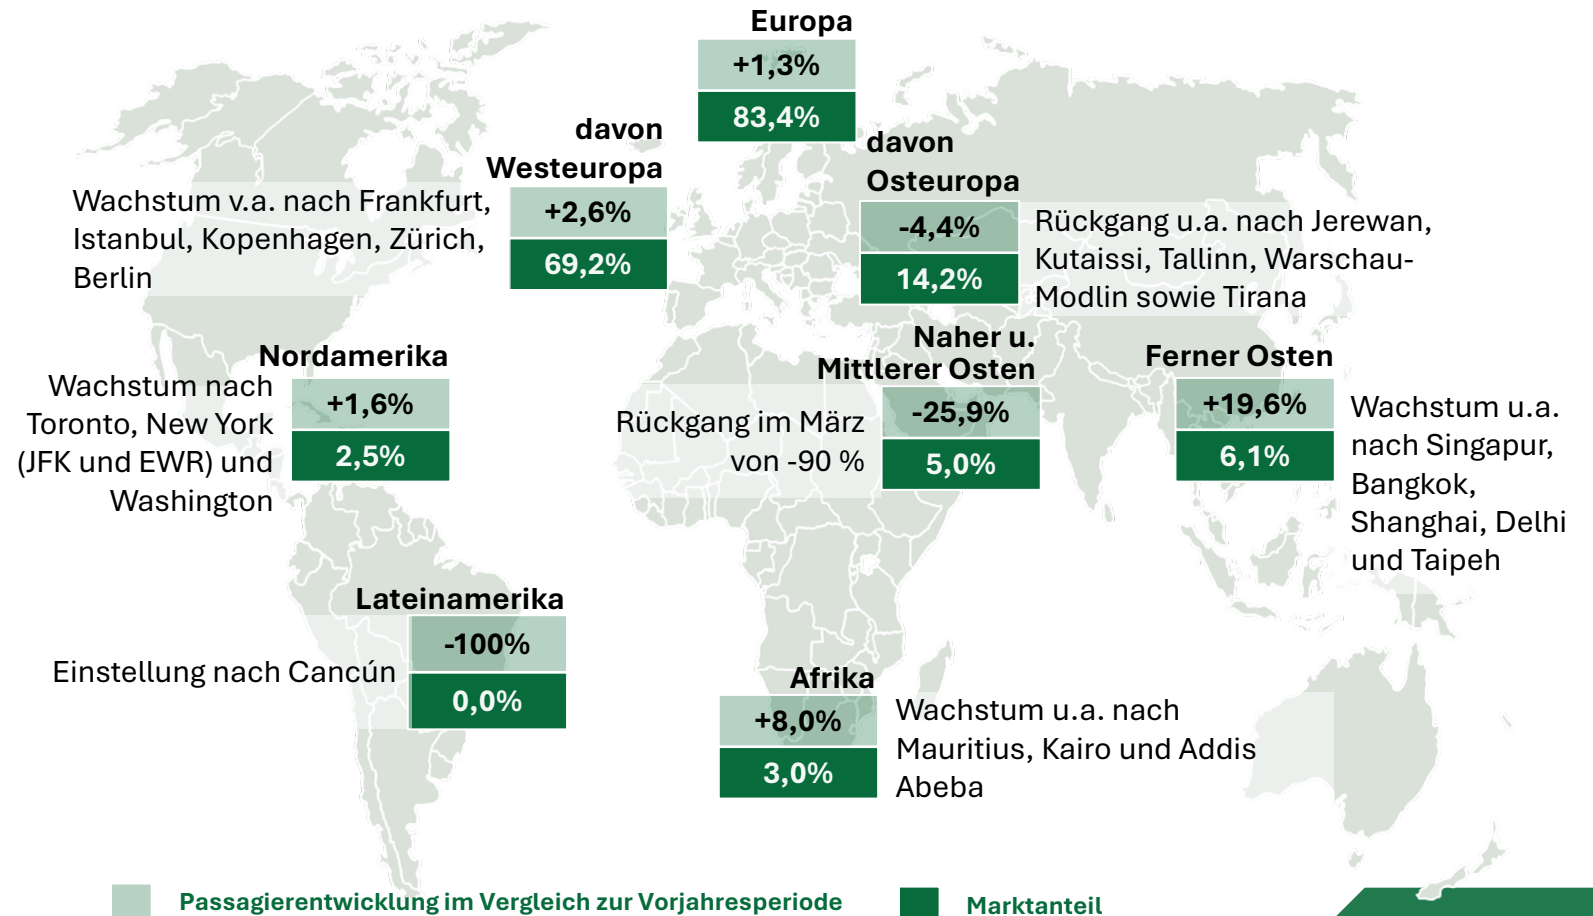 Europa
+1,3%
83,4%
davon
Westeuropa
+2,6%
69,2%
Wachstum v.a. nach Frankfurt,
Istanbul, Kopenhagen, Zürich,
Berlin
davon
Osteuropa
-4,4%
14,2%
Rückgang u.a. nach Jerewan,
Kutaissi, Tallinn, Warschau-
Modlin sowie Tirana
Nordamerika
+1,6%
2,5%
Wachstum nach
Toronto, New York
(JFK und EWR) und
Washington
Naher u.
Mittlerer Osten
-25,9%
5,0%
Rückgang im März
von -90 %
Ferner Osten
+19,6%
6,1%
Wachstum u.a.
nach Singapur,
Bangkok,
Shanghai, Delhi
und Taipeh
Lateinamerika
-100%
0,0%
Einstellung nach Cancún
Afrika
+8,0%
3,0%
Wachstum u.a. nach
Mauritius, Kairo und Addis
Abeba
Passagierentwicklung im Vergleich zur Vorjahresperiode
Marktanteil